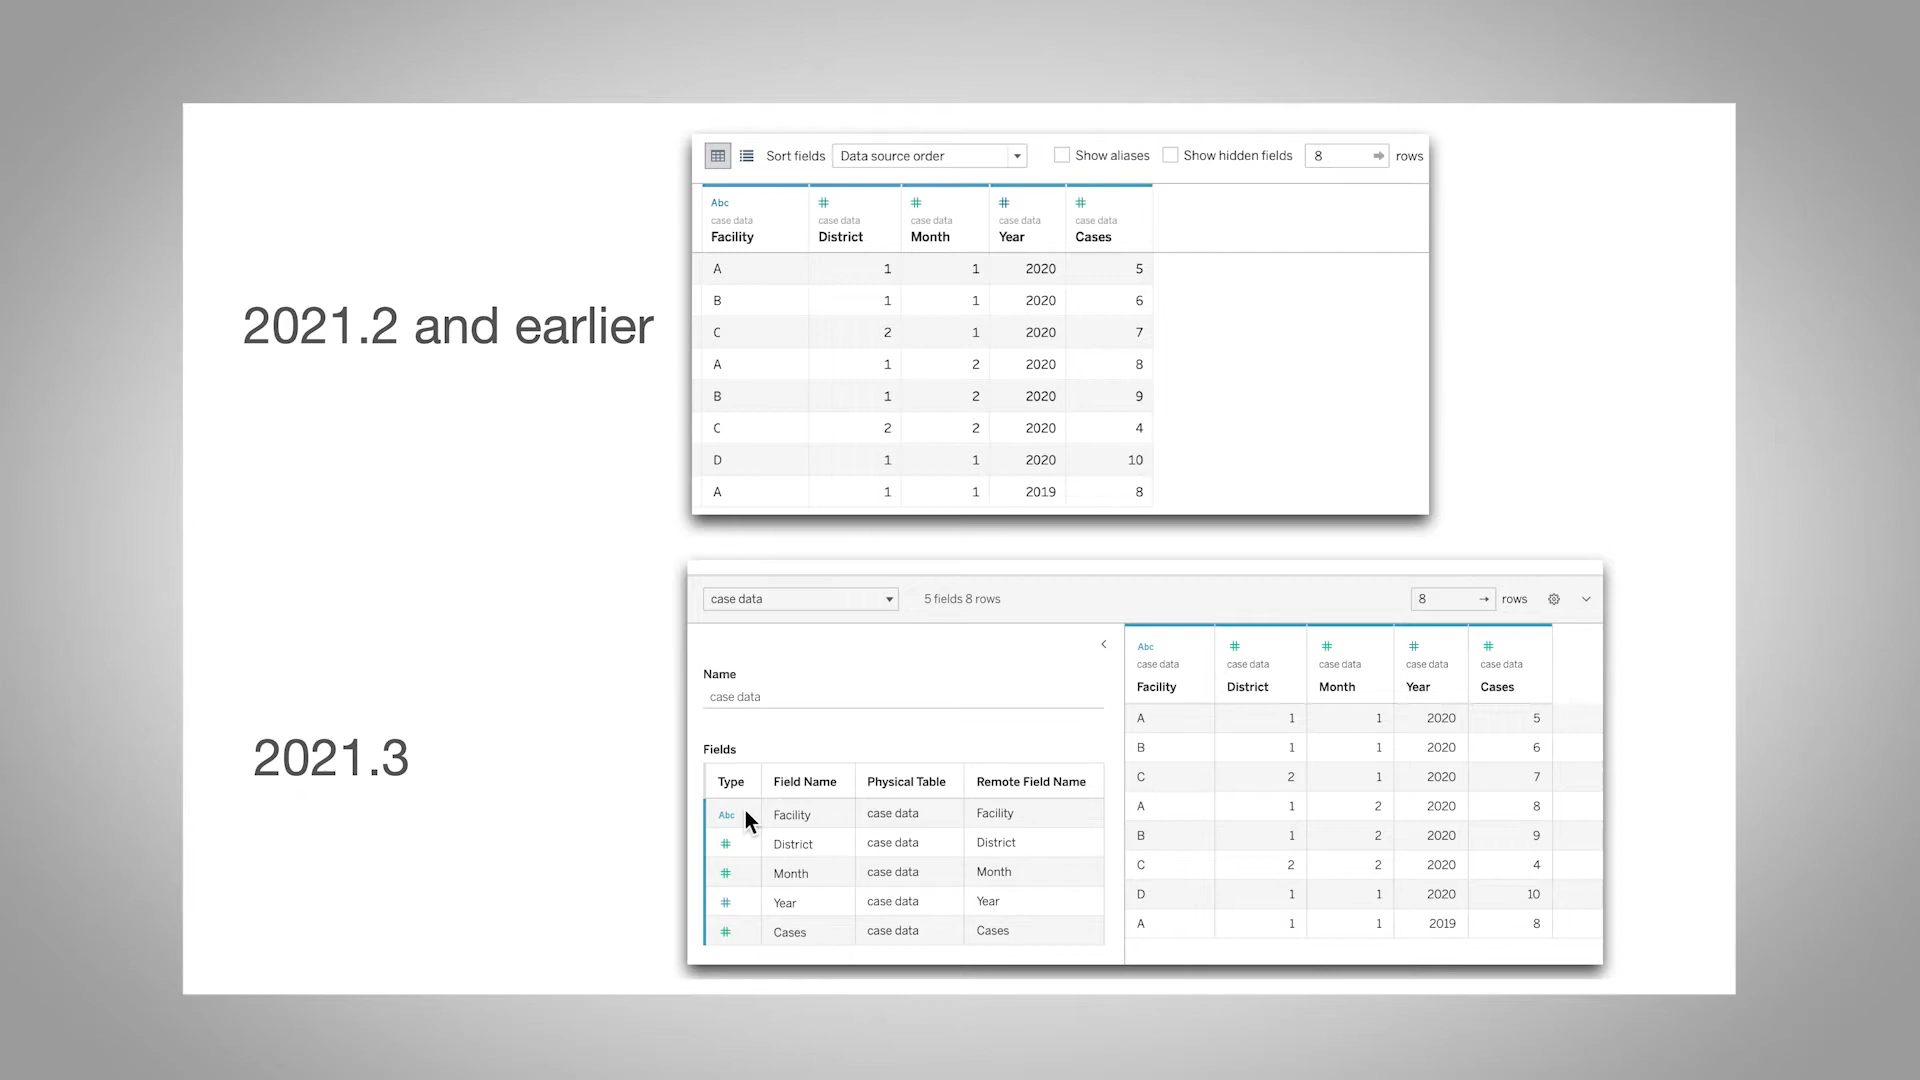 2021.2 and earlier
Sort fields Data source order Show aliases Show hidden fields 8 rows
Abc # # # #
case data case data case data case data case data
Facility District Month Year Cases
A 1 1 2020 5
B 1 1 2020 6
C 2 1 2020 7
A 1 2 2020 8
B 1 2 2020 9
C 2 2 2020 4
D 1 1 2020 10
A 1 1 2019 8
2021.3
case data 5 fields 8 rows 8 rows
Name
case data
Fields
Type Field Name Physical Table Remote Field Name
Abc Facility case data Facility
# District case data District
# Month case data Month
# Year case data Year
# Cases case data Cases
Abc # # # #
case data case data case data case data case data
Facility District Month Year Cases
A 1 1 2020 5
B 1 1 2020 6
C 2 1 2020 7
A 1 2 2020 8
B 1 2 2020 9
C 2 2 2020 4
D 1 1 2020 10
A 1 1 2019 8